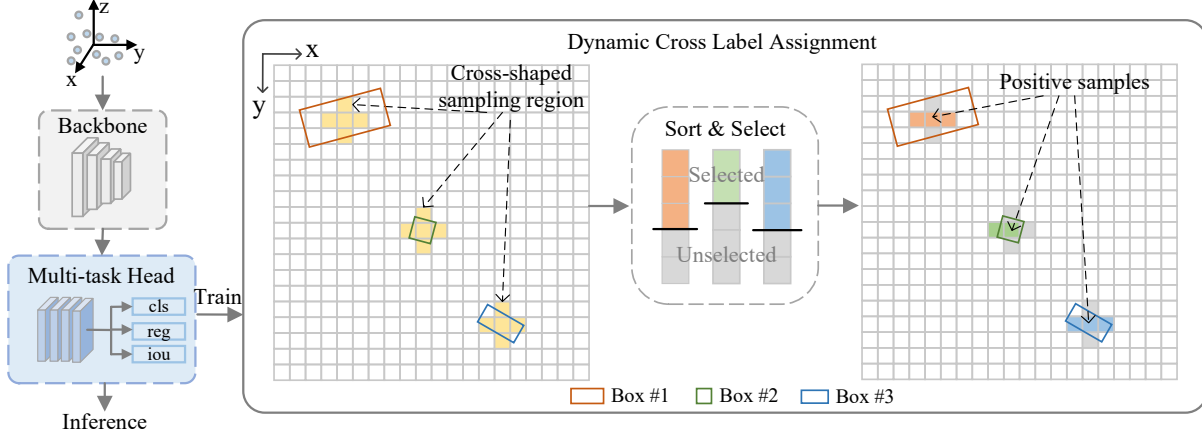 z
y
x
Backbone
Multi-task Head
cls
reg
iou
Inference
Train
Dynamic Cross Label Assignment
x
y
Cross-shaped
sampling region
Sort & Select
Selected
Unselected
Positive samples
Box #1
Box #2
Box #3